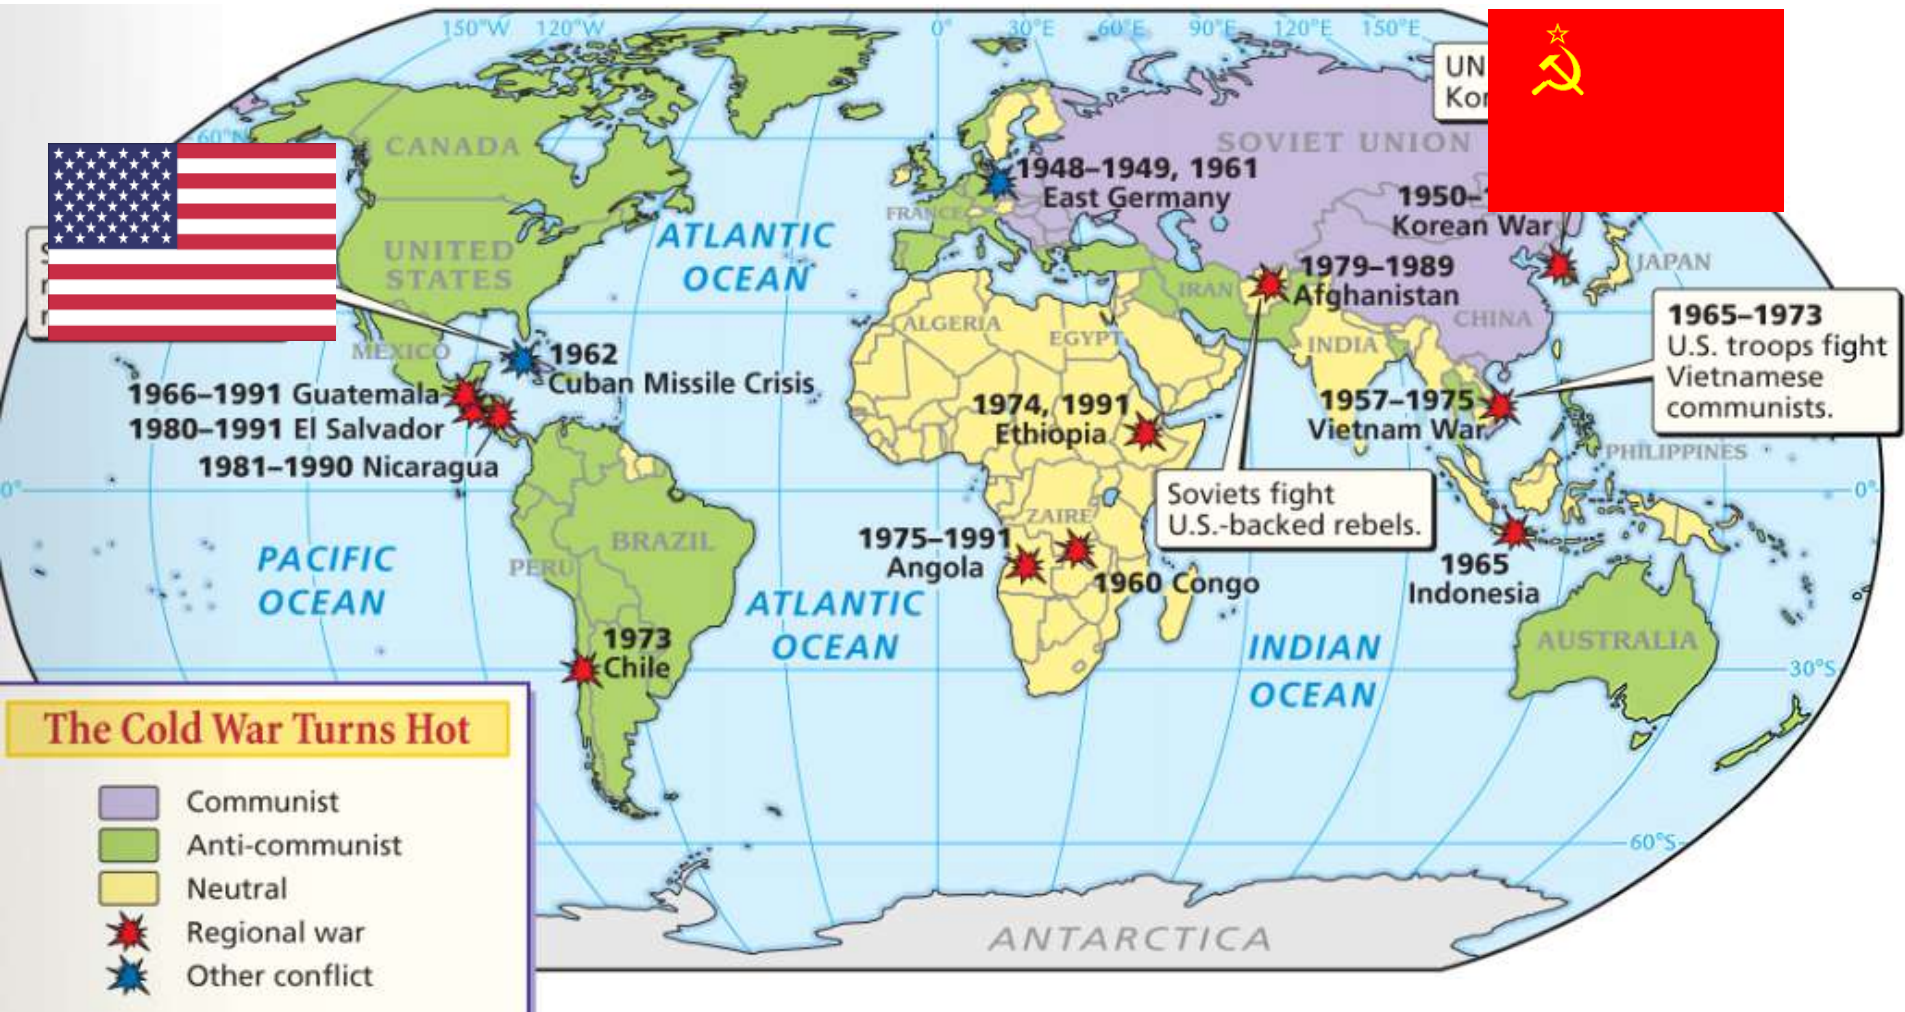 150°W 120°W 0° 30°E 60°E 90°E 120°E 150°E
UN
Kor
60°N
CANADA
SOVIET UNION
1948–1949, 1961
East Germany
1950–
Korean War
FRANCE
ATLANTIC
OCEAN
UNITED
STATES
JAPAN
1979–1989
Afghanistan
IRAN
CHINA
ALGERIA
EGYPT
INDIA
1965–1973
U.S. troops fight
Vietnamese
communists.
MEXICO
1962
Cuban Missile Crisis
1966–1991 Guatemala
1980–1991 El Salvador
1981–1990 Nicaragua
1974, 1991
Ethiopia
1957–1975
Vietnam War
PHILIPPINES
0°
0°
Soviets fight
U.S.-backed rebels.
ZAIRE
BRAZIL
PERU
PACIFIC
OCEAN
1975–1991
Angola
1960 Congo
1965
Indonesia
ATLANTIC
OCEAN
INDIAN
OCEAN
AUSTRALIA
1973
Chile
30°S
The Cold War Turns Hot
Communist
Anti-communist
Neutral
Regional war
Other conflict
60°S
ANTARCTICA